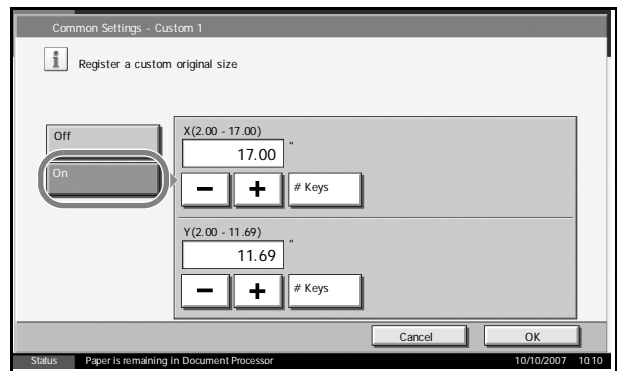 Common Settings - Custom 1
i
Register a custom original size
Off
On
X(2.00 - 17.00)
17.00 "
− + # Keys
Y(2.00 - 11.69)
11.69 "
− + # Keys
Cancel OK
Status Paper is remaining in Document Processor 10/10/2007 10:10